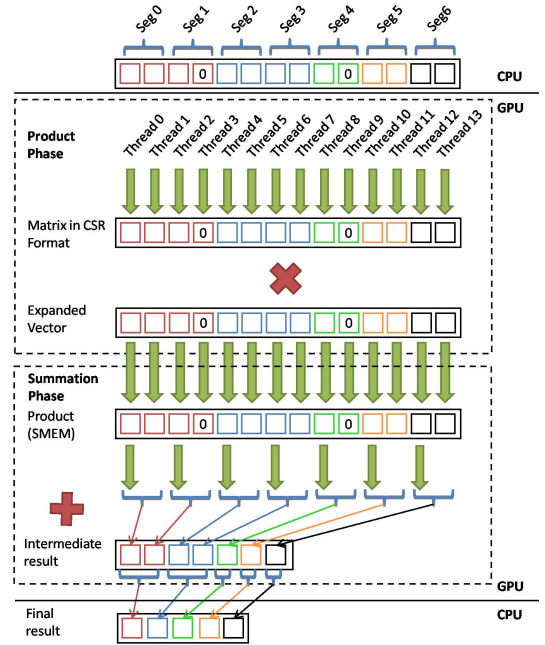 Seg 0 Seg 1 Seg 2 Seg 3 Seg 4 Seg 5 Seg6
0 0
CPU
GPU
Product
Phase
Thread 0 Thread 1 Thread 2 Thread 3 Thread 4 Thread 5 Thread 6 Thread 7 Thread 8 Thread 9 Thread 10 Thread 11 Thread 12 Thread 13
Matrix in CSR
Format
0 0
Expanded
Vector
0 0
Summation
Phase
Product
(SMEM)
0 0
Intermediate
result
GPU
CPU
Final
result